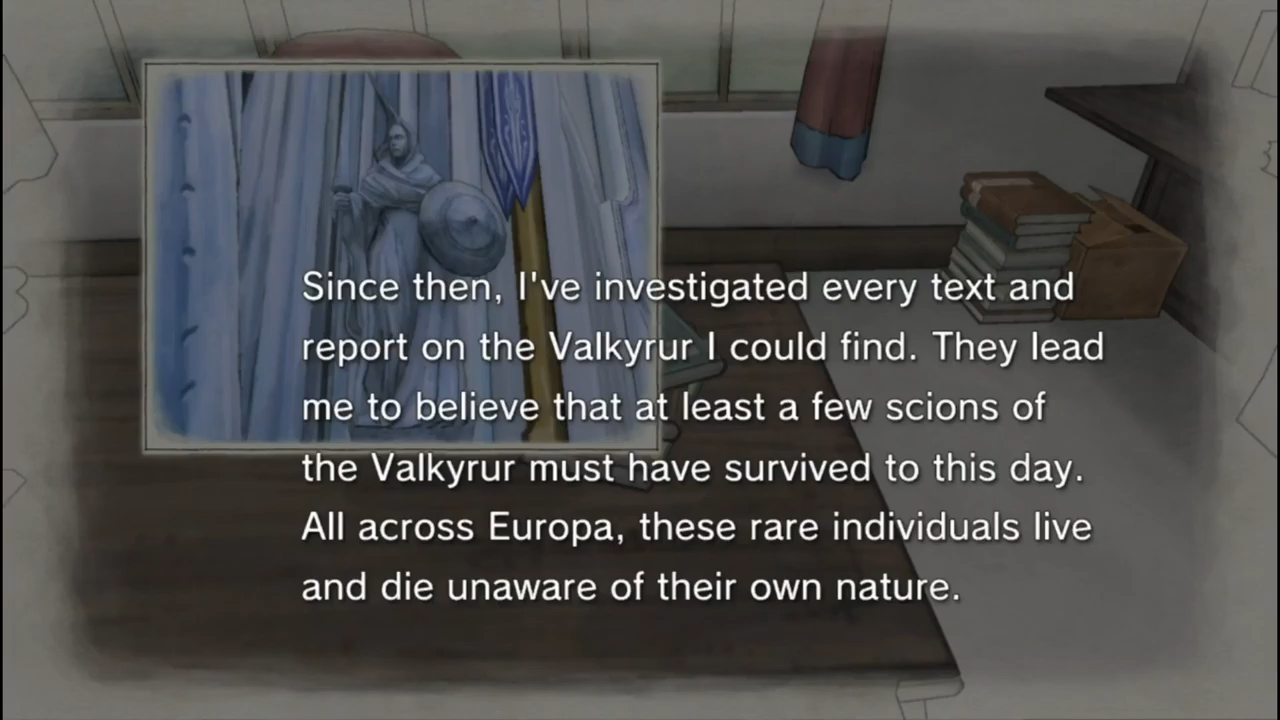 Since then, I've investigated every text and
report on the Valkyrur I could find. They lead
me to believe that at least a few scions of
the Valkyrur must have survived to this day.
All across Europa, these rare individuals live
and die unaware of their own nature.